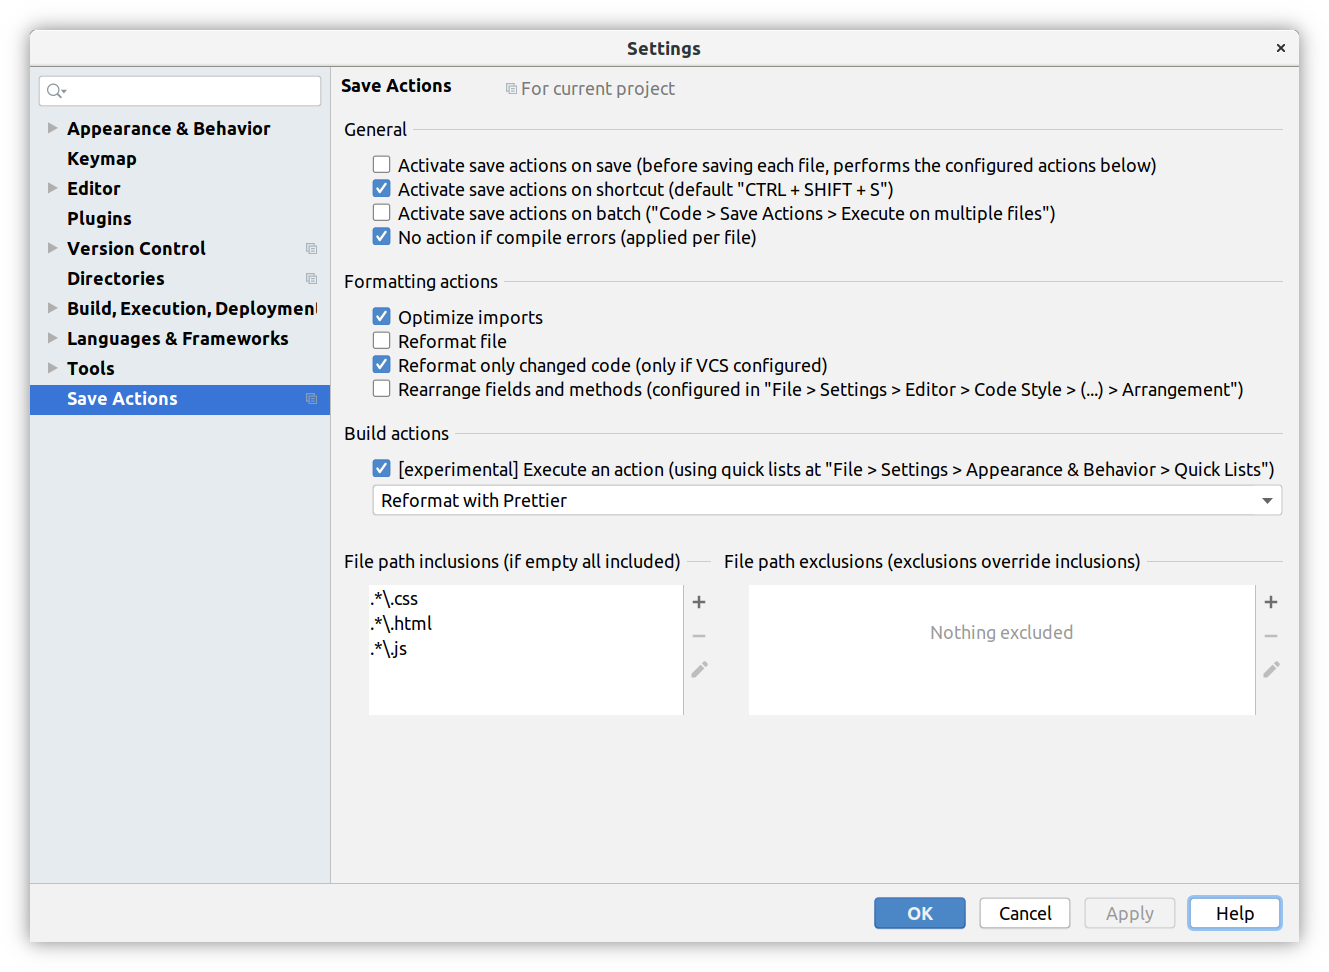 Settings
Appearance & Behavior
Keymap
Editor
Plugins
Version Control
Directories
Build, Execution, Deployment
Languages & Frameworks
Tools
Save Actions
Save Actions For current project
General
Activate save actions on save (before saving each file, performs the configured actions below)
Activate save actions on shortcut (default "CTRL + SHIFT + S")
Activate save actions on batch ("Code > Save Actions > Execute on multiple files")
No action if compile errors (applied per file)
Formatting actions
Optimize imports
Reformat file
Reformat only changed code (only if VCS configured)
Rearrange fields and methods (configured in "File > Settings > Editor > Code Style > (...) > Arrangement")
Build actions
[experimental] Execute an action (using quick lists at "File > Settings > Appearance & Behavior > Quick Lists")
Reformat with Prettier
File path inclusions (if empty all included)
.*\.css
.*\.html
.*\.js
File path exclusions (exclusions override inclusions)
Nothing excluded
OK Cancel Apply Help